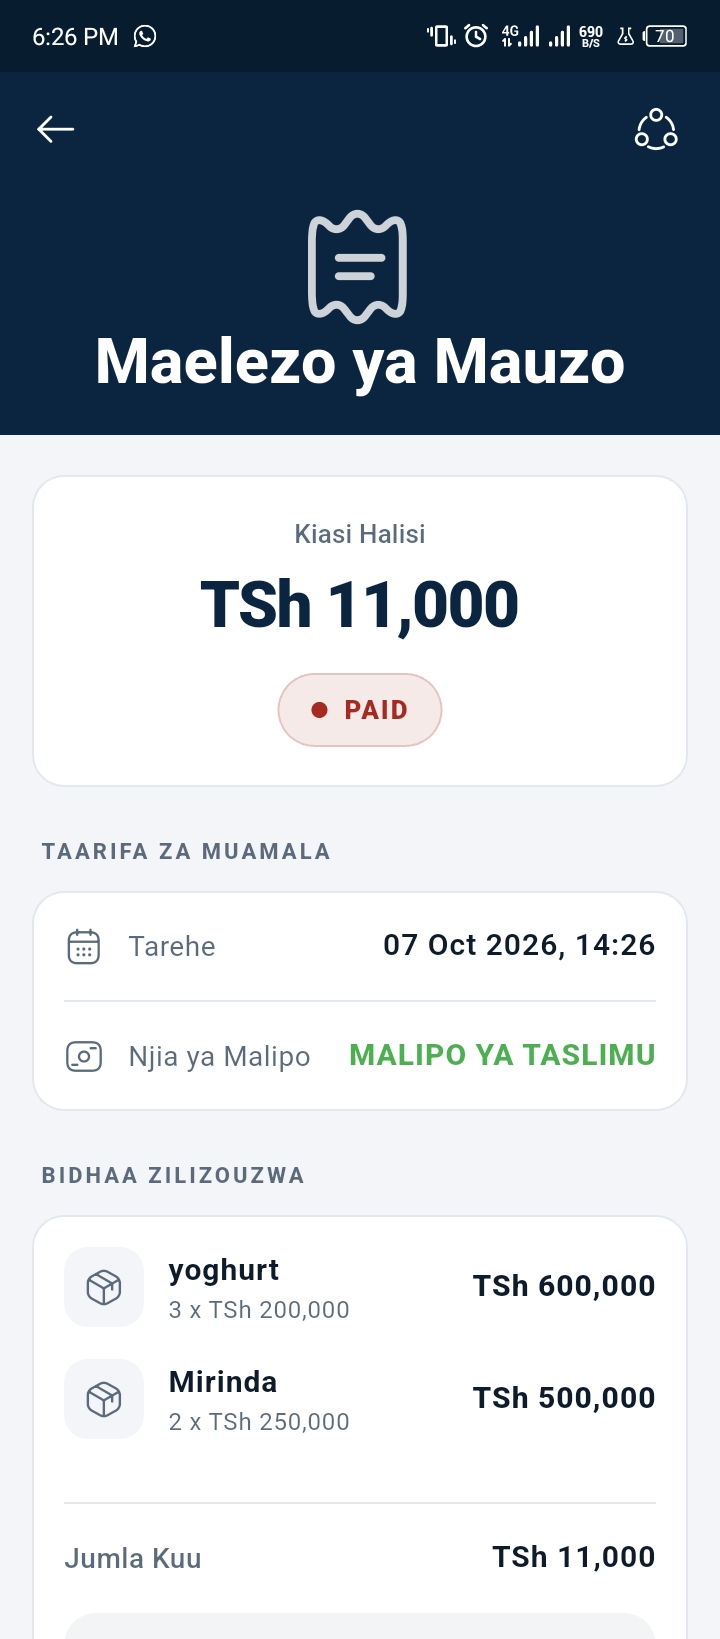 6:26 PM
4G
690
B/S
70
Maelezo ya Mauzo
Kiasi Halisi
TSh 11,000
PAID
TAARIFA ZA MUAMALA
Tarehe 07 Oct 2026, 14:26
Njia ya Malipo MALIPO YA TASLIMU
BIDHAA ZILIZOUZWA
yoghurt TSh 600,000
3 x TSh 200,000
Mirinda TSh 500,000
2 x TSh 250,000
Jumla Kuu TSh 11,000